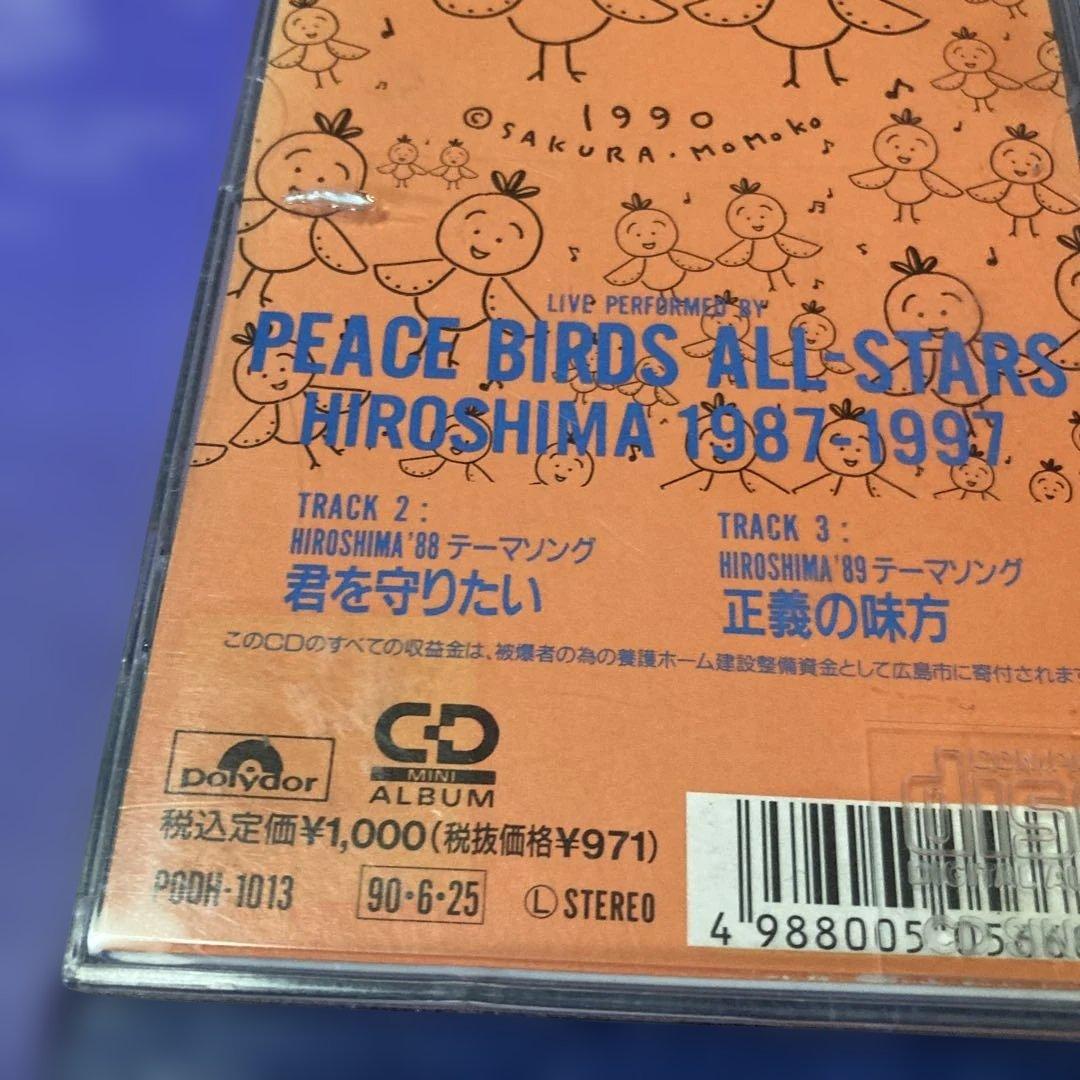 1990
©SAKURA・MOMOKO
LIVE PERFORMED BY
PEACE BIRDS ALL-STARS
HIROSHIMA 1987-1997
TRACK 2:
HIROSHIMA'88 テーマソング
君を守りたい
TRACK 3:
HIROSHIMA'89 テーマソング
正義の味方
このCDのすべての収益金は、被爆者の為の養護ホーム建設整備資金として広島市に寄付されます
polydor
CD
MINI
ALBUM
税込定価¥1,000(税抜価格¥971)
90・6・25
Ⓛ STEREO
4 988005